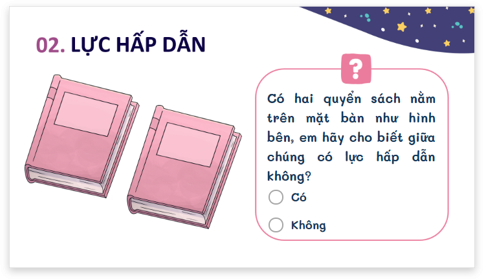 02. LỰC HẤP DẪN
?
Có hai quyển sách nằm
trên mặt bàn như hình
bên, em hãy cho biết giữa
chúng có lực hấp dẫn
không?
Có
Không